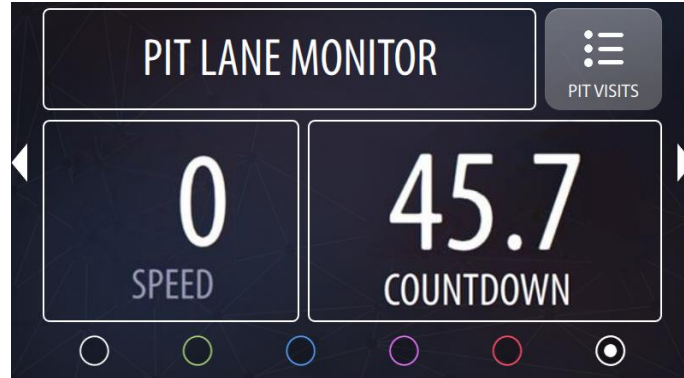 PIT LANE MONITOR
PIT VISITS
0
45.7
SPEED
COUNTDOWN